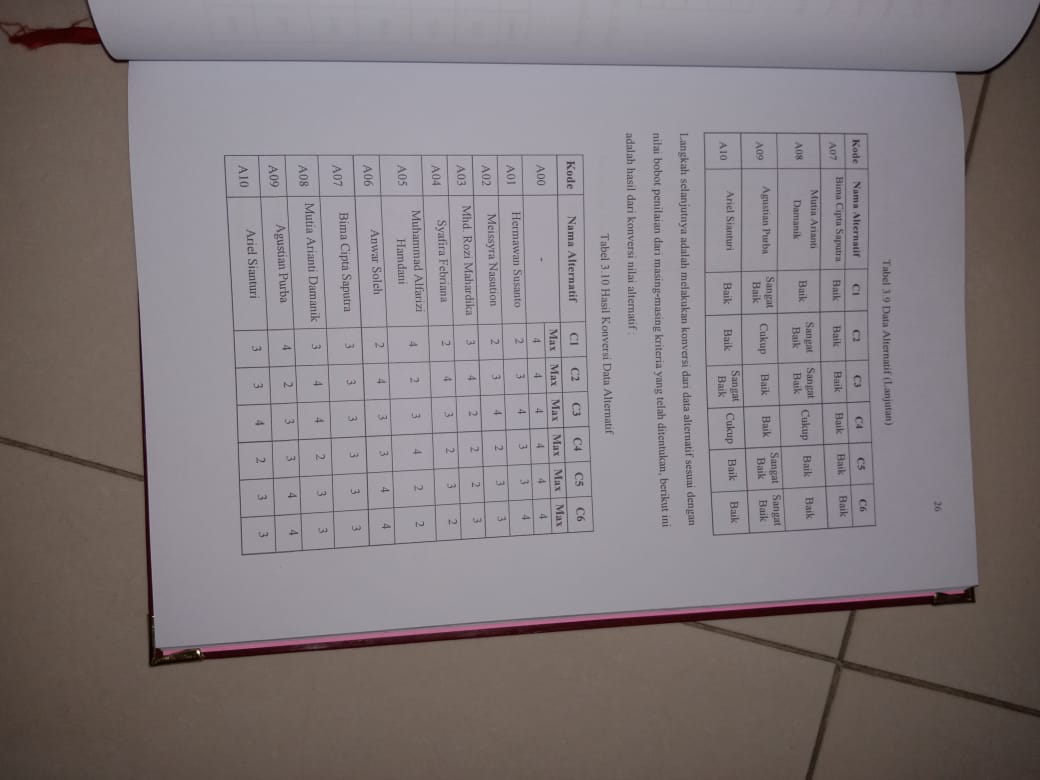 26
Tabel 3.9 Data Alternatif (Lanjutan)
Kode Nama Alternatif C1 C2 C3 C4 C5 C6
A07 Bima Cipta Saputra Baik Baik Baik Baik Baik Baik
A08 Mutia Arianti Damanik Baik Sangat Baik Sangat Baik Cukup Baik Baik
A09 Agustian Purba Sangat Baik Cukup Baik Baik Sangat Baik Sangat Baik
A10 Ariel Sianturi Baik Baik Sangat Baik Cukup Baik Baik
Langkah selanjutnya adalah melakukan konversi dari data alternatif sesuai dengan
nilai bobot penilaian dari masing-masing kriteria yang telah ditentukan, berikut ini
adalah hasil dari konversi nilai alternatif :
Tabel 3.10 Hasil Konversi Data Alternatif
Kode Nama Alternatif C1 C2 C3 C4 C5 C6
A00 - Max Max Max Max Max Max
4 4 4 4 4 4
A01 Hermawan Susanto 2 3 4 3 3 4
A02 Meissyra Nasution 2 3 4 2 3 3
A03 Mhd. Rozi Mahardika 3 4 2 2 2 3
A04 Syafira Febriana 2 4 3 2 3 2
A05 Muhammad Alfarizi Hamdani 4 2 3 4 2 2
A06 Anwar Soleh 2 4 3 3 4 4
A07 Bima Cipta Saputra 3 3 3 3 3 3
A08 Mutia Arianti Damanik 3 4 4 2 3 3
A09 Agustian Purba 4 2 3 3 4 4
A10 Ariel Sianturi 3 3 4 2 3 3